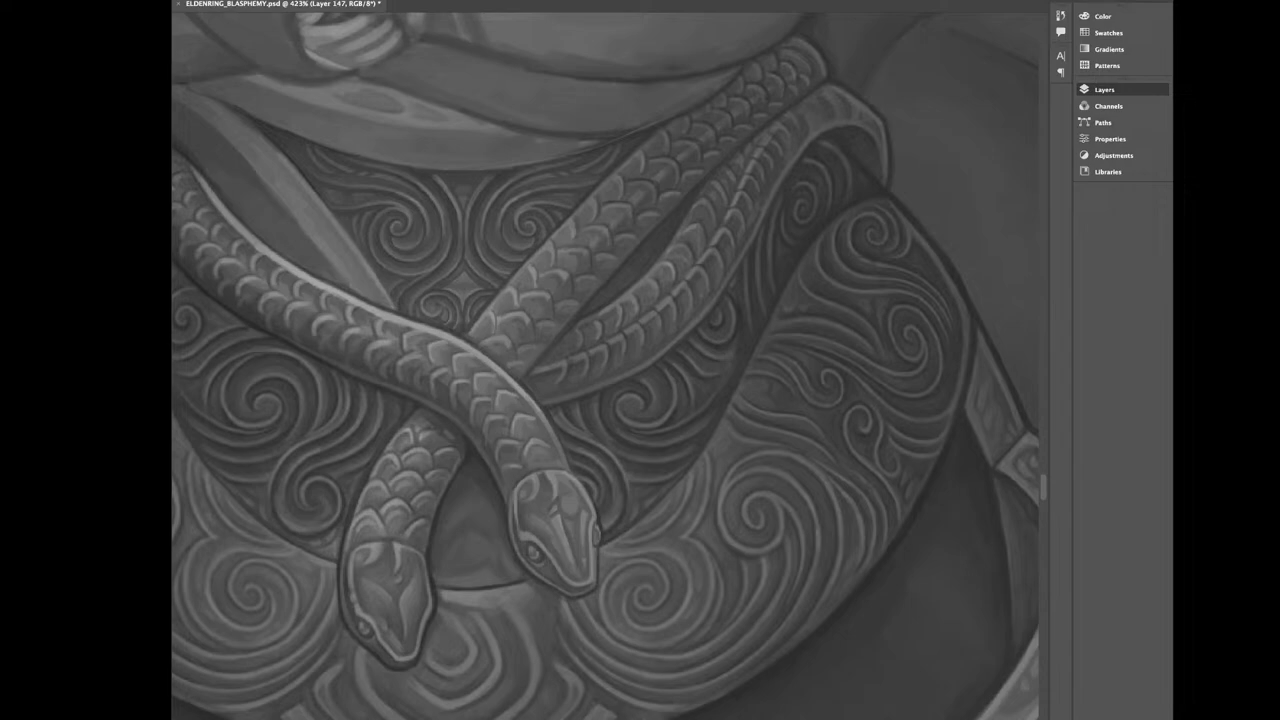 × ELDENRING_BLASPHEMY.psd @ 423% (Layer 147, RGB/8*) *
Color
Swatches
Gradients
Patterns
Layers
Channels
Paths
Properties
Adjustments
Libraries
A|
¶